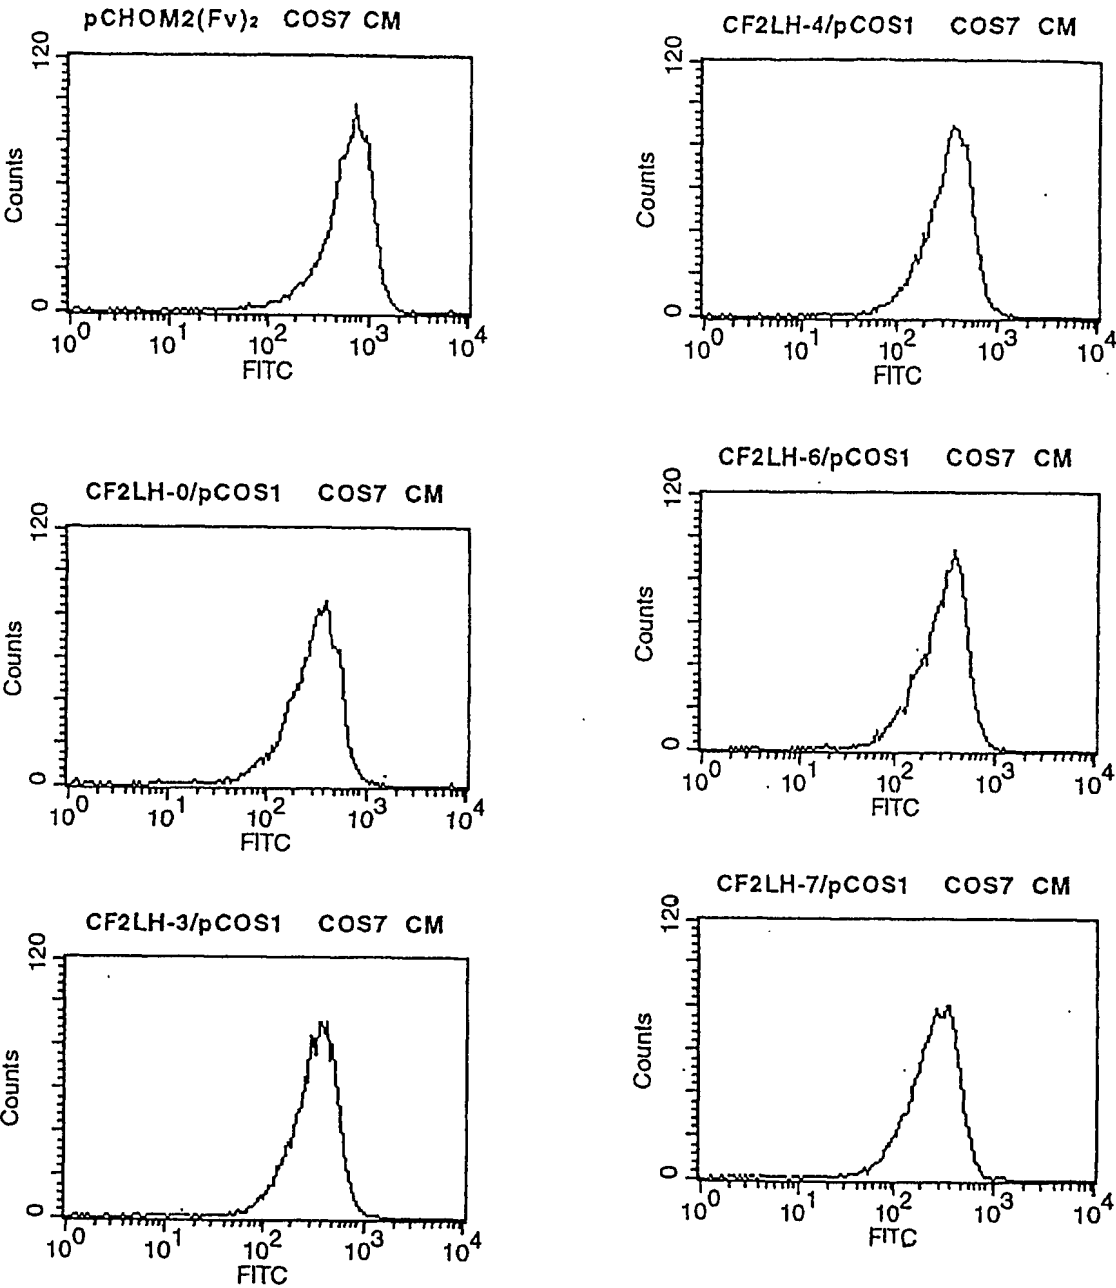 pCHOM2(Fv)₂ COS7 CM
120
Counts
0
10⁰ 10¹ 10² 10³ 10⁴
FITC
CF2LH-0/pCOS1 COS7 CM
120
Counts
0
10⁰ 10¹ 10² 10³ 10⁴
FITC
CF2LH-3/pCOS1 COS7 CM
120
Counts
0
10⁰ 10¹ 10² 10³ 10⁴
FITC
CF2LH-4/pCOS1 COS7 CM
120
Counts
0
10⁰ 10¹ 10² 10³ 10⁴
FITC
CF2LH-6/pCOS1 COS7 CM
120
Counts
0
10⁰ 10¹ 10² 10³ 10⁴
FITC
CF2LH-7/pCOS1 COS7 CM
120
Counts
0
10⁰ 10¹ 10² 10³ 10⁴
FITC